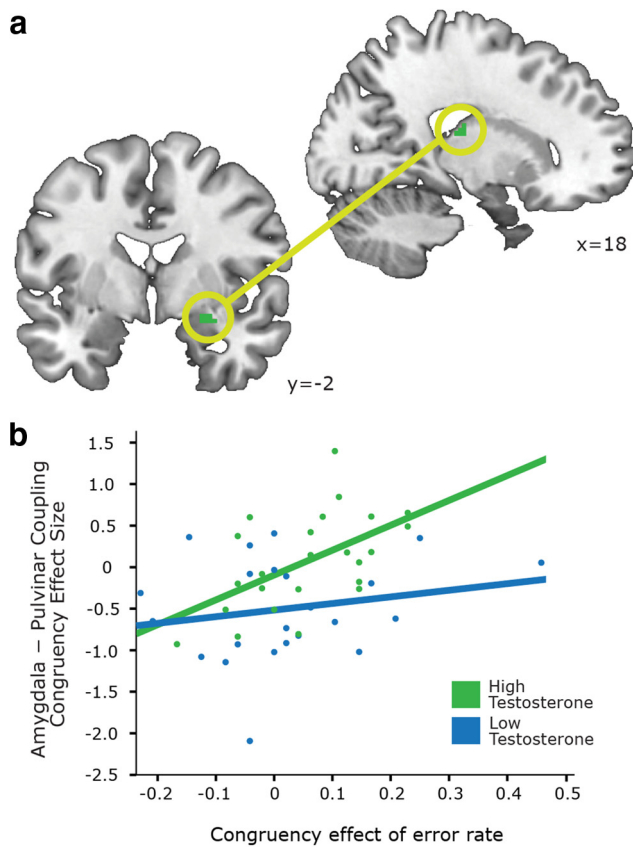 a
x=18
y=-2
b
Amygdala – Pulvinar Coupling
Congruency Effect Size
1.5
1.0
0.5
0
-0.5
-1.0
-1.5
-2.0
-2.5
High
Testosterone
Low
Testosterone
-0.2 -0.1 0 0.1 0.2 0.3 0.4 0.5
Congruency effect of error rate